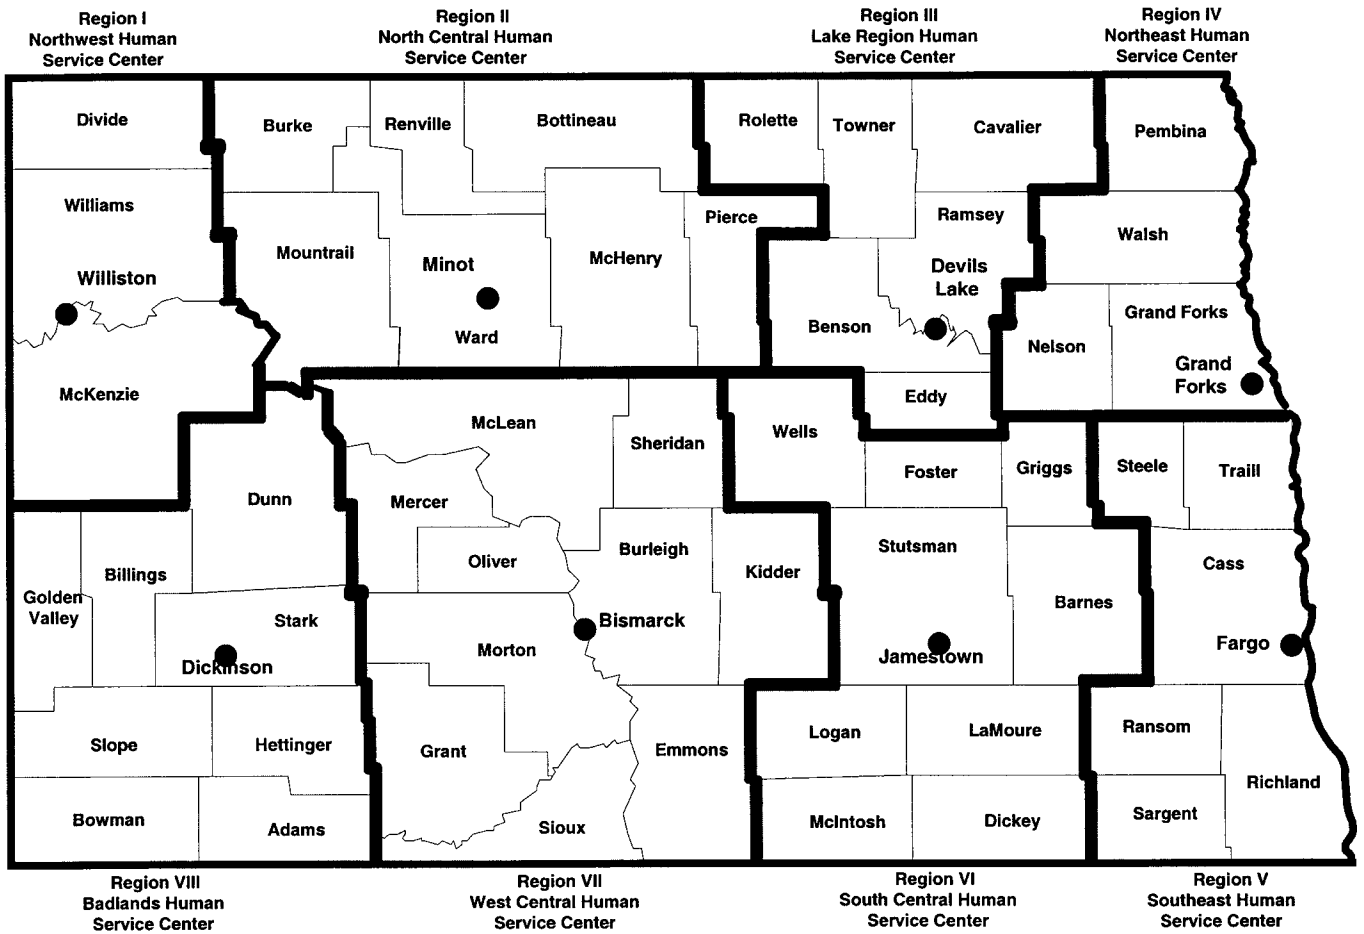 Region I
Northwest Human
Service Center
Region II
North Central Human
Service Center
Region III
Lake Region Human
Service Center
Region IV
Northeast Human
Service Center
Divide
Burke
Renville
Bottineau
Rolette
Towner
Cavalier
Pembina
Williams
Williston
Mountrail
Minot
Ward
McHenry
Pierce
Ramsey
Devils
Lake
Benson
Walsh
Grand Forks
Nelson
Grand
Forks
McKenzie
Eddy
McLean
Sheridan
Wells
Foster
Griggs
Steele
Traill
Dunn
Mercer
Oliver
Burleigh
Kidder
Stutsman
Barnes
Cass
Golden
Valley
Billings
Stark
Dickinson
Morton
Bismarck
Jamestown
Fargo
Slope
Hettinger
Grant
Emmons
Logan
LaMoure
Ransom
Richland
Bowman
Adams
Sioux
McIntosh
Dickey
Sargent
Region VIII
Badlands Human
Service Center
Region VII
West Central Human
Service Center
Region VI
South Central Human
Service Center
Region V
Southeast Human
Service Center